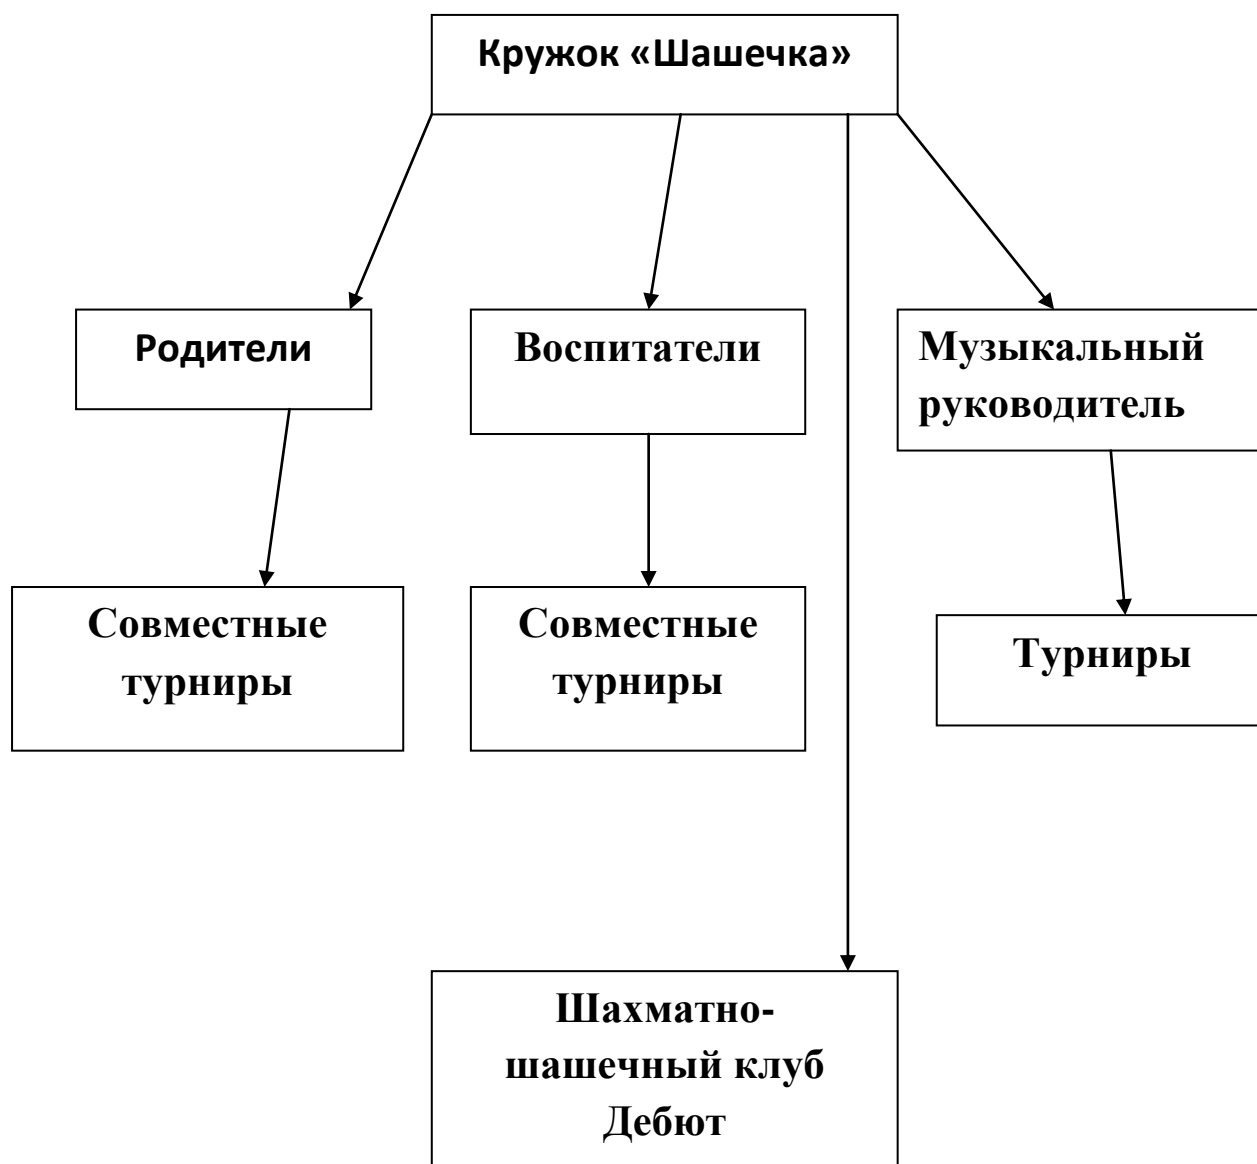 Кружок «Шашечка»
Родители
Воспитатели
Музыкальный
руководитель
Совместные
турниры
Совместные
турниры
Турниры
Шахматно-
шашечный клуб
Дебют